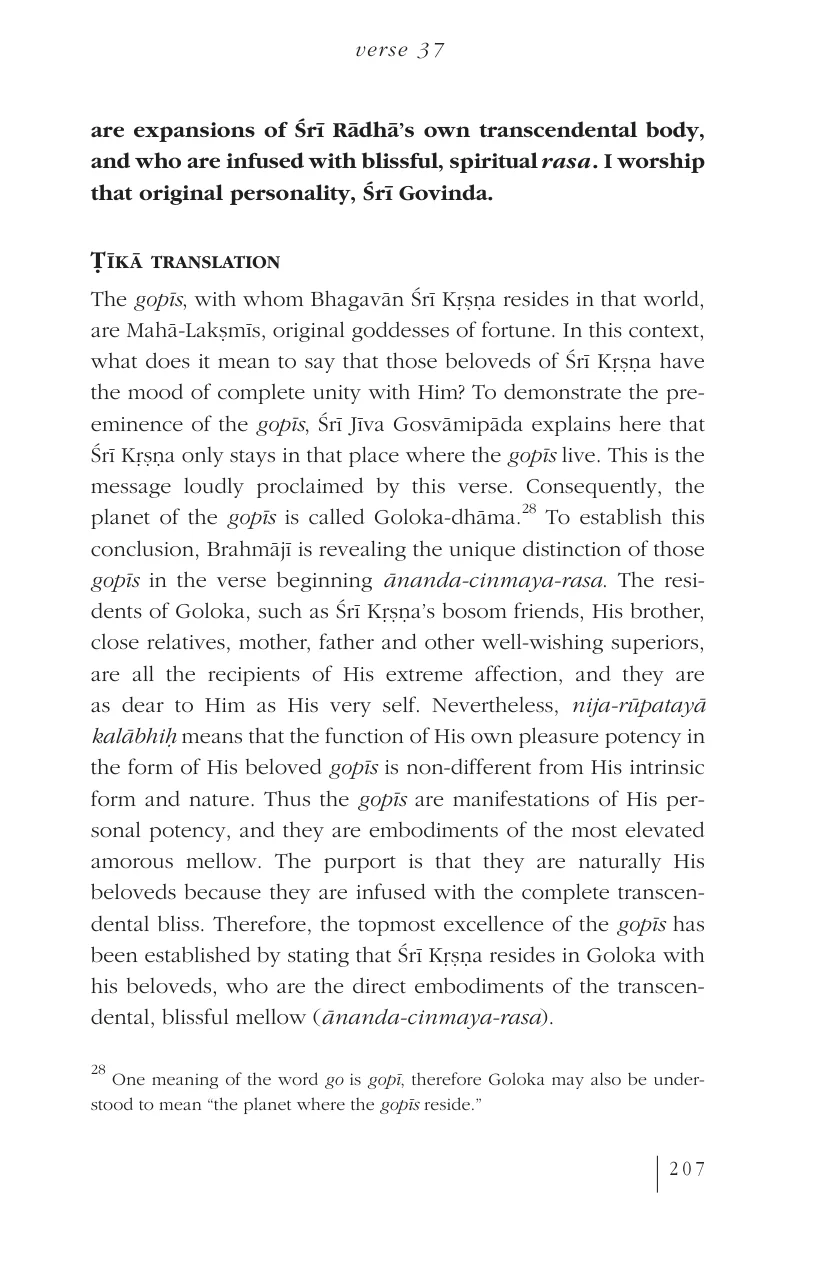 verse 37
are expansions of Śrī Rādhā’s own transcendental body,
and who are infused with blissful, spiritual rasa. I worship
that original personality, Śrī Govinda.
Ṭīkā translation
The gopīs, with whom Bhagavān Śrī Kṛṣṇa resides in that world,
are Mahā-Lakṣmīs, original goddesses of fortune. In this context,
what does it mean to say that those beloveds of Śrī Kṛṣṇa have
the mood of complete unity with Him? To demonstrate the pre-
eminence of the gopīs, Śrī Jīva Gosvāmipāda explains here that
Śrī Kṛṣṇa only stays in that place where the gopīs live. This is the
message loudly proclaimed by this verse. Consequently, the
planet of the gopīs is called Goloka-dhāma.28 To establish this
conclusion, Brahmājī is revealing the unique distinction of those
gopīs in the verse beginning ānanda-cinmaya-rasa. The resi-
dents of Goloka, such as Śrī Kṛṣṇa’s bosom friends, His brother,
close relatives, mother, father and other well-wishing superiors,
are all the recipients of His extreme affection, and they are
as dear to Him as His very self. Nevertheless, nija-rūpatayā
kalābhiḥ means that the function of His own pleasure potency in
the form of His beloved gopīs is non-different from His intrinsic
form and nature. Thus the gopīs are manifestations of His per-
sonal potency, and they are embodiments of the most elevated
amorous mellow. The purport is that they are naturally His
beloveds because they are infused with the complete transcen-
dental bliss. Therefore, the topmost excellence of the gopīs has
been established by stating that Śrī Kṛṣṇa resides in Goloka with
his beloveds, who are the direct embodiments of the transcen-
dental, blissful mellow (ānanda-cinmaya-rasa).
28 One meaning of the word go is gopī, therefore Goloka may also be under-
stood to mean “the planet where the gopīs reside.”
207